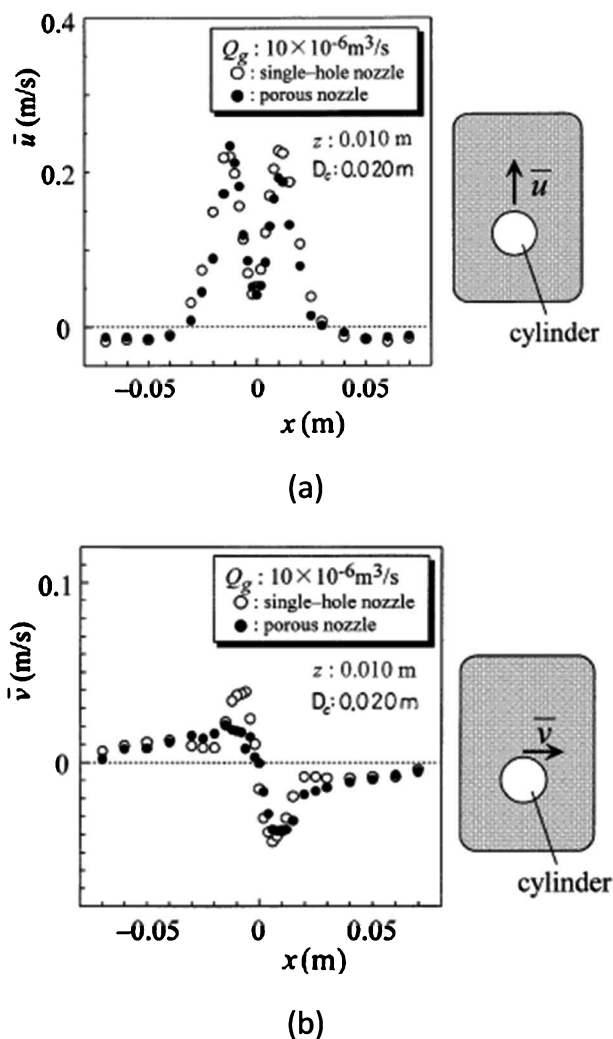 0.4
Q_g : 10×10⁻⁶m³/s
○ : single–hole nozzle
● : porous nozzle
z : 0.010 m
D_c : 0.020 m
ū (m/s)
0.2
0
−0.05
0
0.05
x (m)
ū
cylinder
(a)
0.1
Q_g : 10×10⁻⁶m³/s
○ : single–hole nozzle
● : porous nozzle
z : 0.010 m
D_c : 0.020 m
v̄ (m/s)
0
−0.05
0
0.05
x (m)
v̄
cylinder
(b)